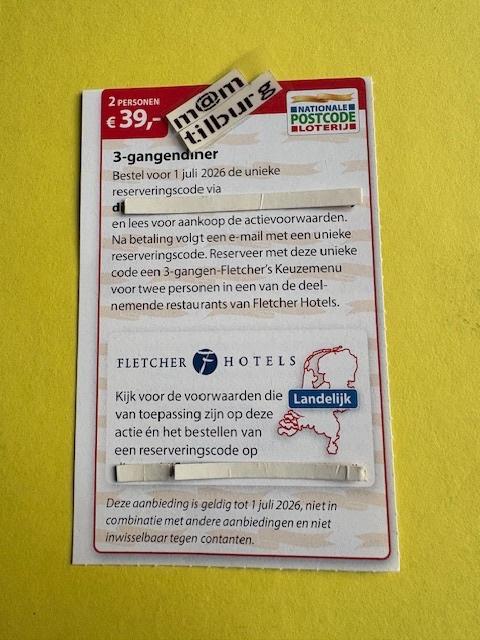 2 PERSONEN
€ 39,-
m@m
tilburg
NATIONALE
POSTCODE
LOTERIJ
3-gangendiner
Bestel voor 1 juli 2026 de unieke
reserveringscode via
en lees voor aankoop de actievoorwaarden.
Na betaling volgt een e-mail met een unieke
reserveringscode. Reserveer met deze unieke
code een 3-gangen-Fletcher's Keuzemenu
voor twee personen in een van de deel-
nemende restaurants van Fletcher Hotels.
FLETCHER HOTELS
Kijk voor de voorwaarden die
van toepassing zijn op deze
actie én het bestellen van
een reserveringscode op
Landelijk
Deze aanbieding is geldig tot 1 juli 2026, niet in
combinatie met andere aanbiedingen en niet
inwisselbaar tegen contanten.